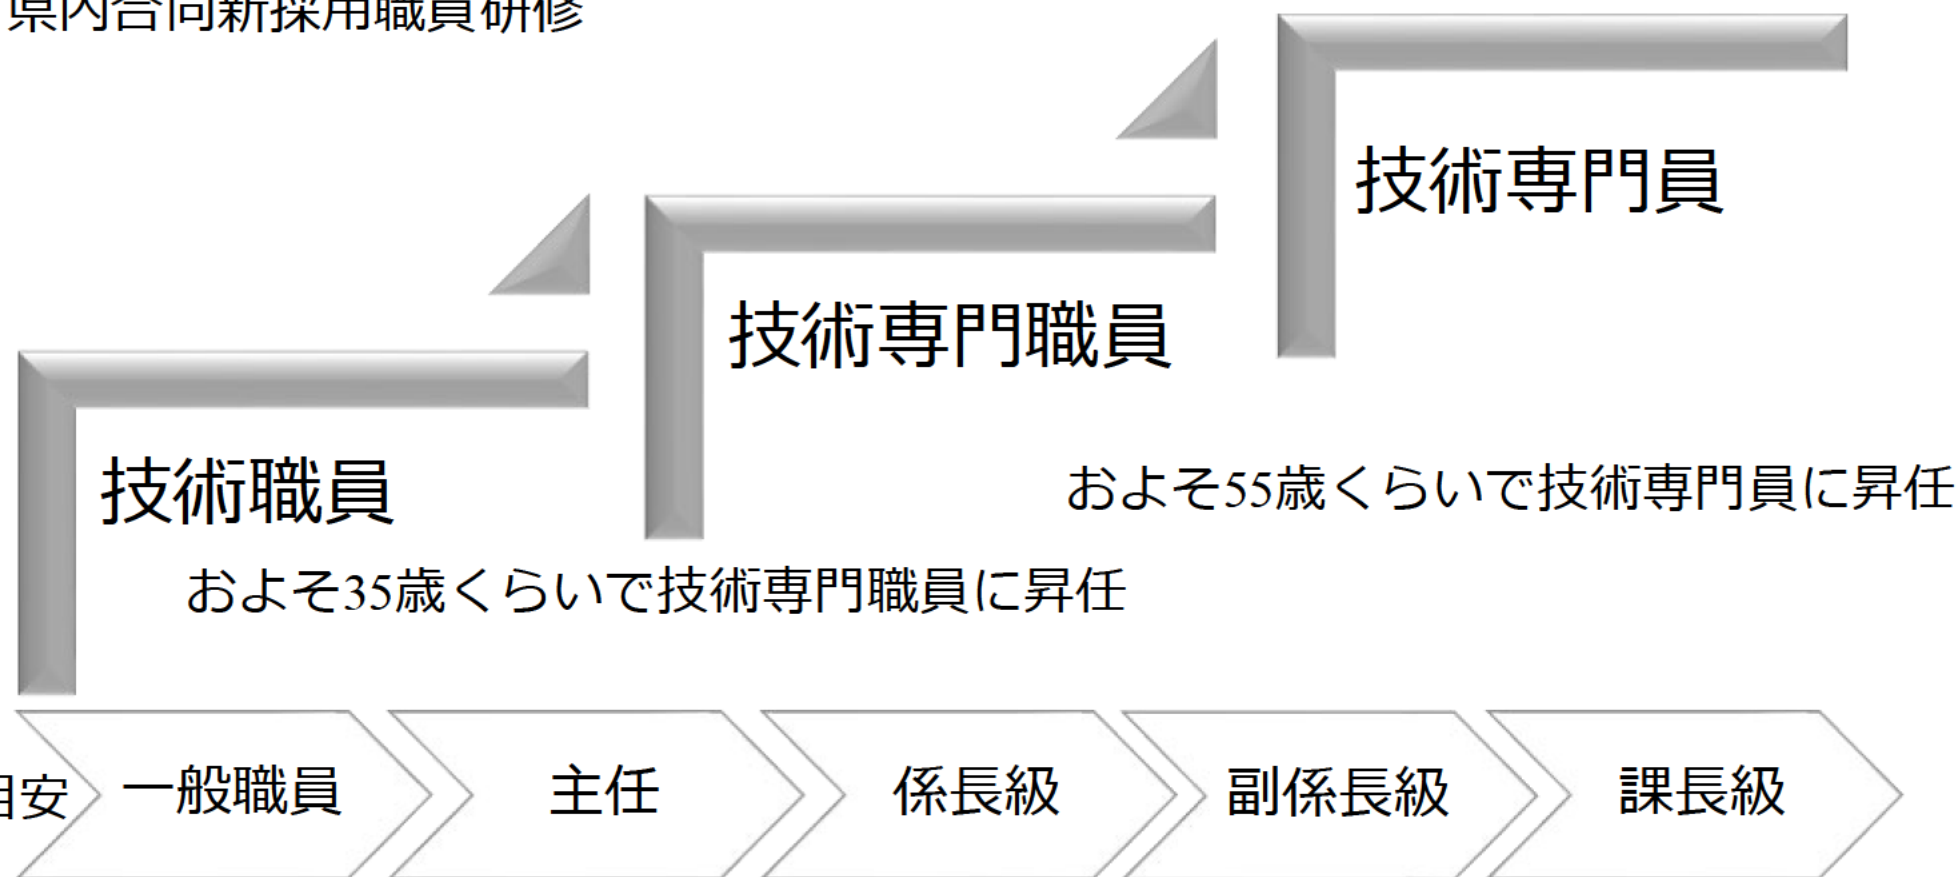 県内合同新採用職員研修
技術専門員
技術専門職員
技術職員
およそ55歳くらいで技術専門員に昇任
およそ35歳くらいで技術専門職員に昇任
目安
一般職員
主任
係長級
副係長級
課長級